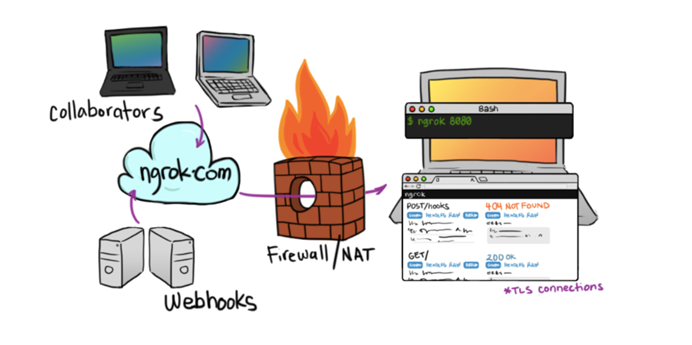 Collaborators
ngrok.com
Webhooks
Firewall/NAT
Bash
$ ngrok 8080
ngrok
POST/hooks
404 NOT FOUND
GET/
200 OK
*TLS connections